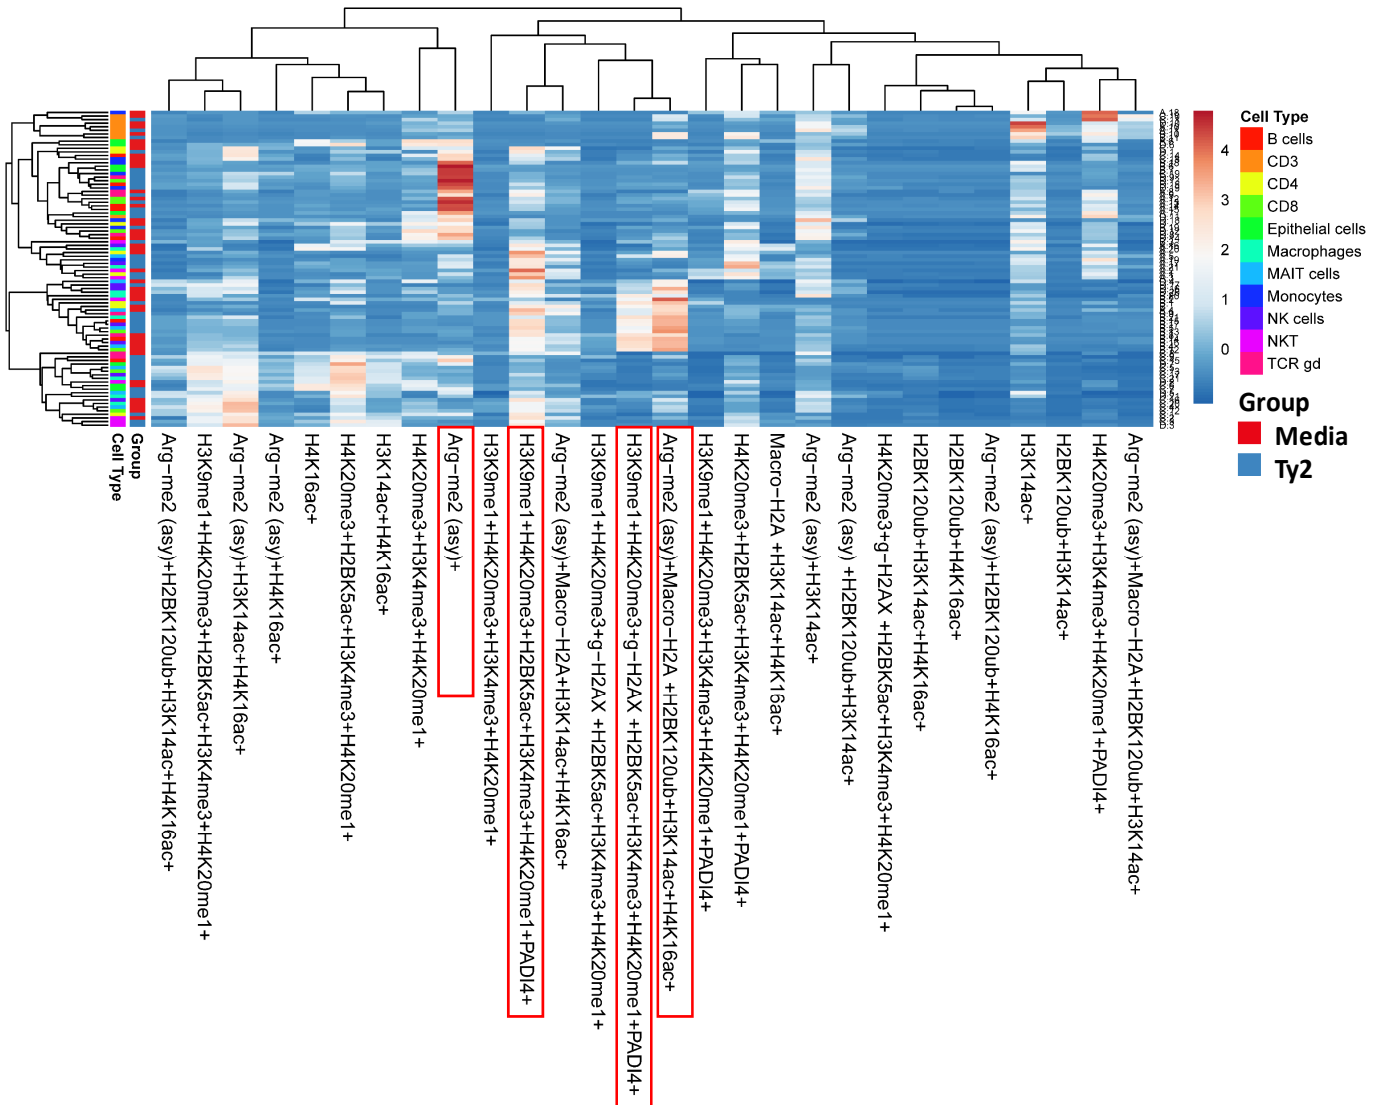 Cell Type
B cells
CD3
CD4
CD8
Epithelial cells
Macrophages
MAIT cells
Monocytes
NK cells
NKT
TCR gd
4
3
2
1
0
Group
Media
Ty2
Cell Type
Group
Arg−me2 (asy)+H2BK120ub+H3K14ac+H4K16ac+
H3K9me1+H4K20me3+H2BK5ac+H3K4me3+H4K20me1+
Arg−me2 (asy)+H3K14ac+H4K16ac+
Arg−me2 (asy)+H4K16ac+
H4K16ac+
H4K20me3+H2BK5ac+H3K4me3+H4K20me1+
H3K14ac+H4K16ac+
H4K20me3+H3K4me3+H4K20me1+
Arg−me2 (asy)+
H3K9me1+H4K20me3+H3K4me3+H4K20me1+
H3K9me1+H4K20me3+H2BK5ac+H3K4me3+H4K20me1+PADI4+
Arg−me2 (asy)+Macro−H2A+H3K14ac+H4K16ac+
H3K9me1+H4K20me3+g−H2AX +H2BK5ac+H3K4me3+H4K20me1+
H3K9me1+H4K20me3+g−H2AX +H2BK5ac+H3K4me3+H4K20me1+PADI4+
Arg−me2 (asy)+Macro−H2A +H2BK120ub+H3K14ac+H4K16ac+
H3K9me1+H4K20me3+H3K4me3+H4K20me1+PADI4+
H4K20me3+H2BK5ac+H3K4me3+H4K20me1+PADI4+
Macro−H2A +H3K14ac+H4K16ac+
Arg−me2 (asy)+H3K14ac+
Arg−me2 (asy) +H2BK120ub+H3K14ac+
H4K20me3+g−H2AX +H2BK5ac+H3K4me3+H4K20me1+
H2BK120ub+H3K14ac+H4K16ac+
H2BK120ub+H4K16ac+
Arg−me2 (asy)+H2BK120ub+H4K16ac+
H3K14ac+
H2BK120ub+H3K14ac+
H4K20me3+H3K4me3+H4K20me1+PADI4+
Arg−me2 (asy)+Macro−H2A+H2BK120ub+H3K14ac+